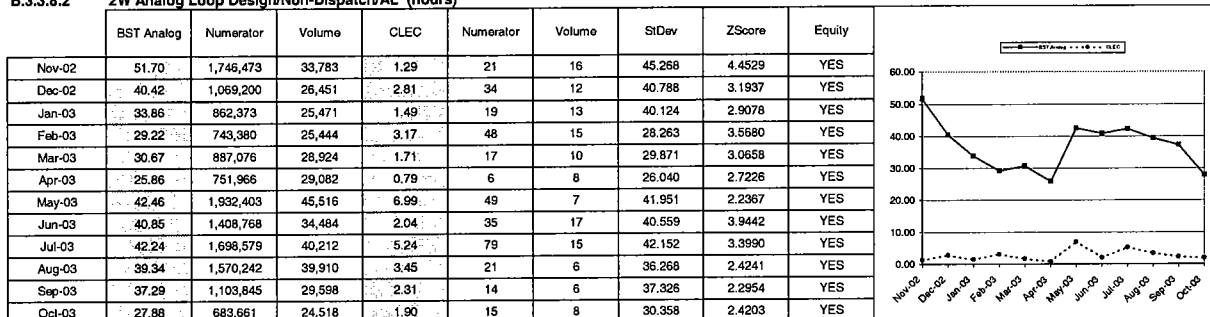 B.3.3.8.2 2W Analog Loop Design/Non-Dispatch/AL (hours)
BST Analog Numerator Volume CLEC Numerator Volume StDev ZScore Equity
Nov-02 51.70 1,746,473 33,783 1.29 21 16 45.268 4.4529 YES
Dec-02 40.42 1,069,200 26,451 2.81 34 12 40.788 3.1937 YES
Jan-03 33.86 862,373 25,471 1.49 19 13 40.124 2.9078 YES
Feb-03 29.22 743,380 25,444 3.17 48 15 28.263 3.5680 YES
Mar-03 30.67 887,076 28,924 1.71 17 10 29.871 3.0658 YES
Apr-03 25.86 751,966 29,082 0.79 6 8 26.040 2.7226 YES
May-03 42.46 1,932,403 45,516 6.99 49 7 41.951 2.2367 YES
Jun-03 40.85 1,408,768 34,484 2.04 35 17 40.559 3.9442 YES
Jul-03 42.24 1,698,579 40,212 5.24 79 15 42.152 3.3990 YES
Aug-03 39.34 1,570,242 39,910 3.45 21 6 36.268 2.4241 YES
Sep-03 37.29 1,103,845 29,598 2.31 14 6 37.326 2.2954 YES
Oct-03 27.88 683,661 24,518 1.90 15 8 30.358 2.4203 YES
BST Analog CLEC
60.00
50.00
40.00
30.00
20.00
10.00
0.00
Nov-02 Dec-02 Jan-03 Feb-03 Mar-03 Apr-03 May-03 Jun-03 Jul-03 Aug-03 Sep-03 Oct-03